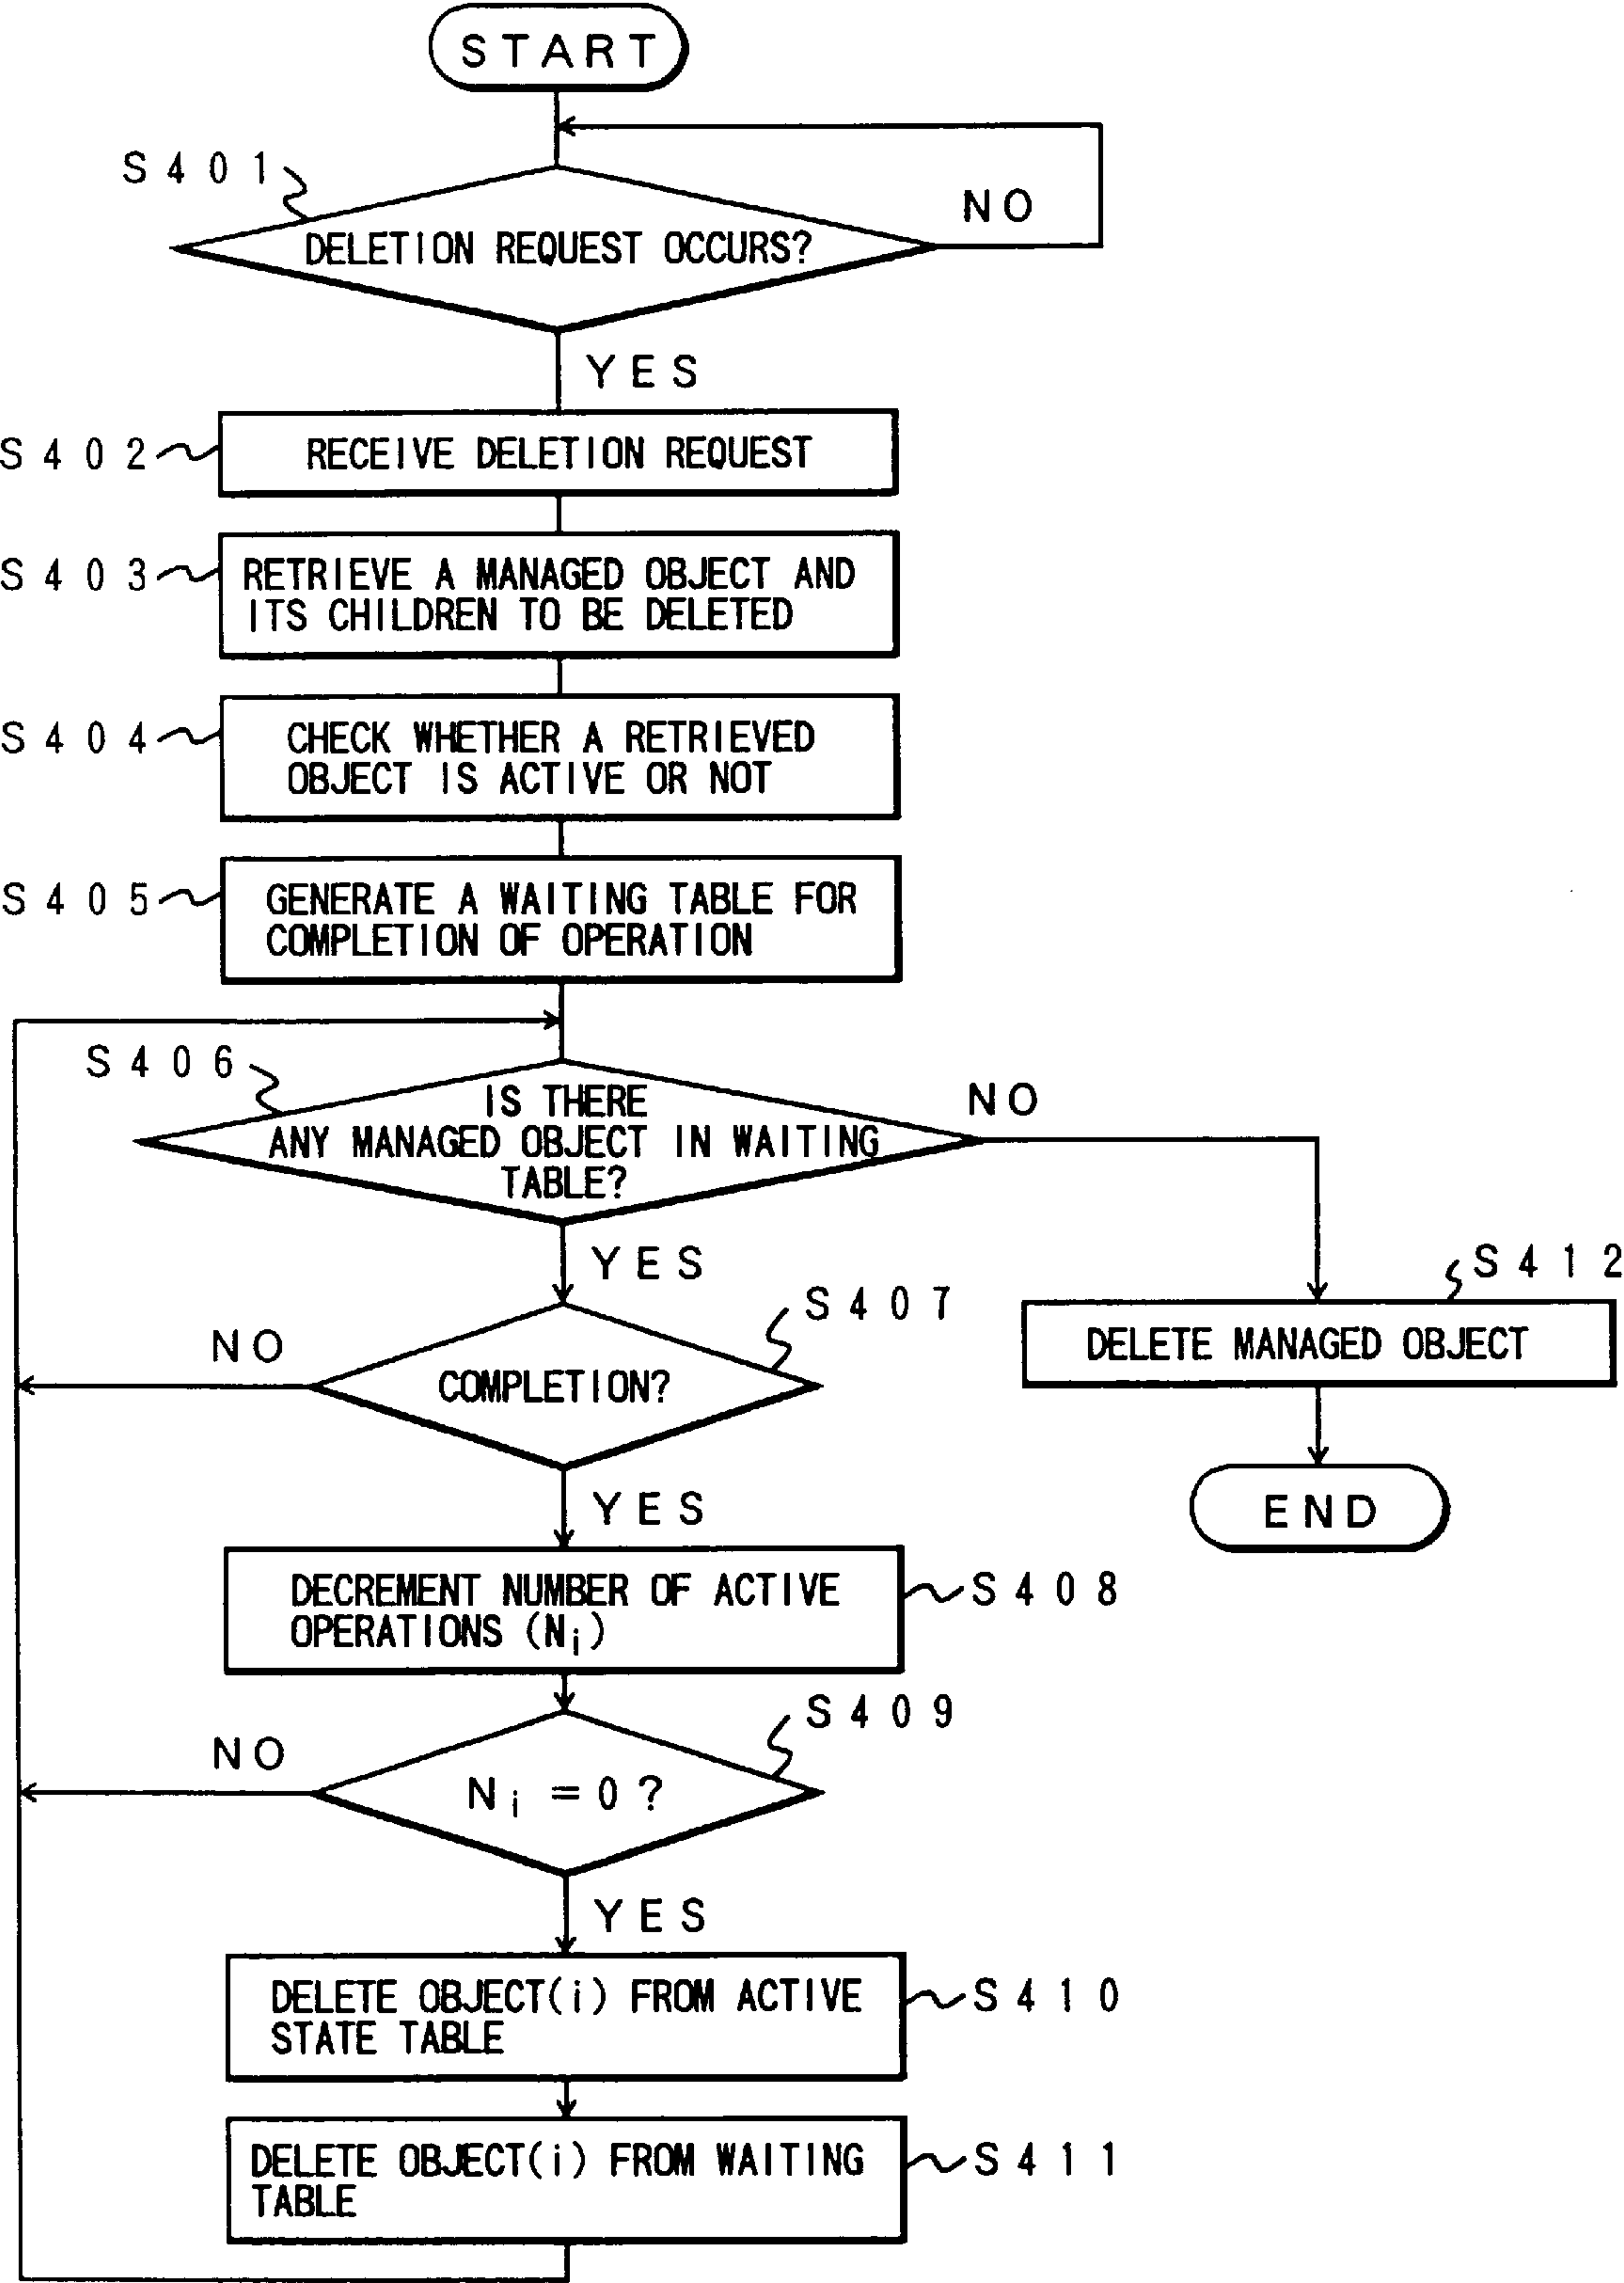 START
S401
NO
DELETION REQUEST OCCURS?
YES
S402
RECEIVE DELETION REQUEST
S403
RETRIEVE A MANAGED OBJECT AND
ITS CHILDREN TO BE DELETED
S404
CHECK WHETHER A RETRIEVED
OBJECT IS ACTIVE OR NOT
S405
GENERATE A WAITING TABLE FOR
COMPLETION OF OPERATION
S406
IS THERE
ANY MANAGED OBJECT IN WAITING
TABLE?
NO
YES
S412
DELETE MANAGED OBJECT
END
S407
NO
COMPLETION?
YES
DECREMENT NUMBER OF ACTIVE
OPERATIONS (Ni)
S408
S409
NO
Ni=0?
YES
DELETE OBJECT(i) FROM ACTIVE
STATE TABLE
S410
DELETE OBJECT(i) FROM WAITING
TABLE
S411